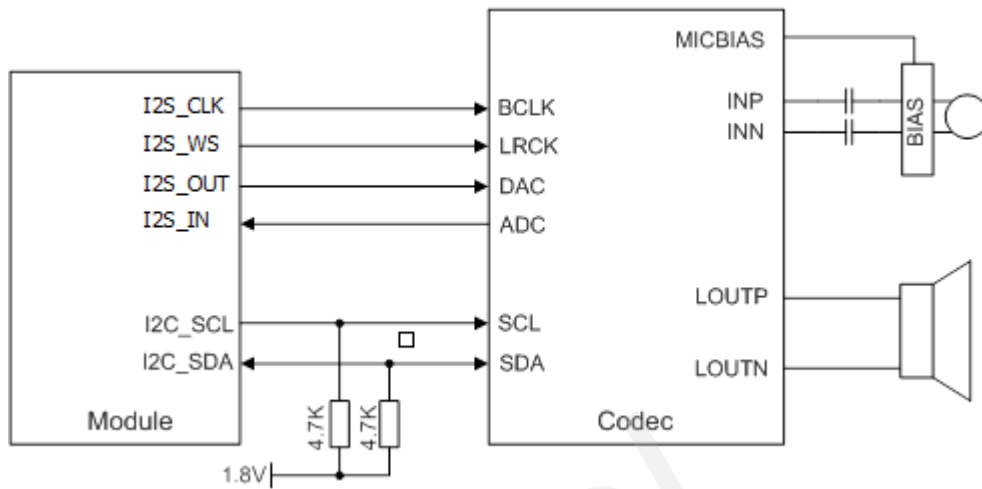 MICBIAS
I2S_CLK
BCLK
INP
I2S_WS
LRCK
INN
BIAS
I2S_OUT
DAC
I2S_IN
ADC
LOUTP
I2C_SCL
SCL
I2C_SDA
SDA
LOUTN
4.7K
4.7K
Module
Codec
1.8V